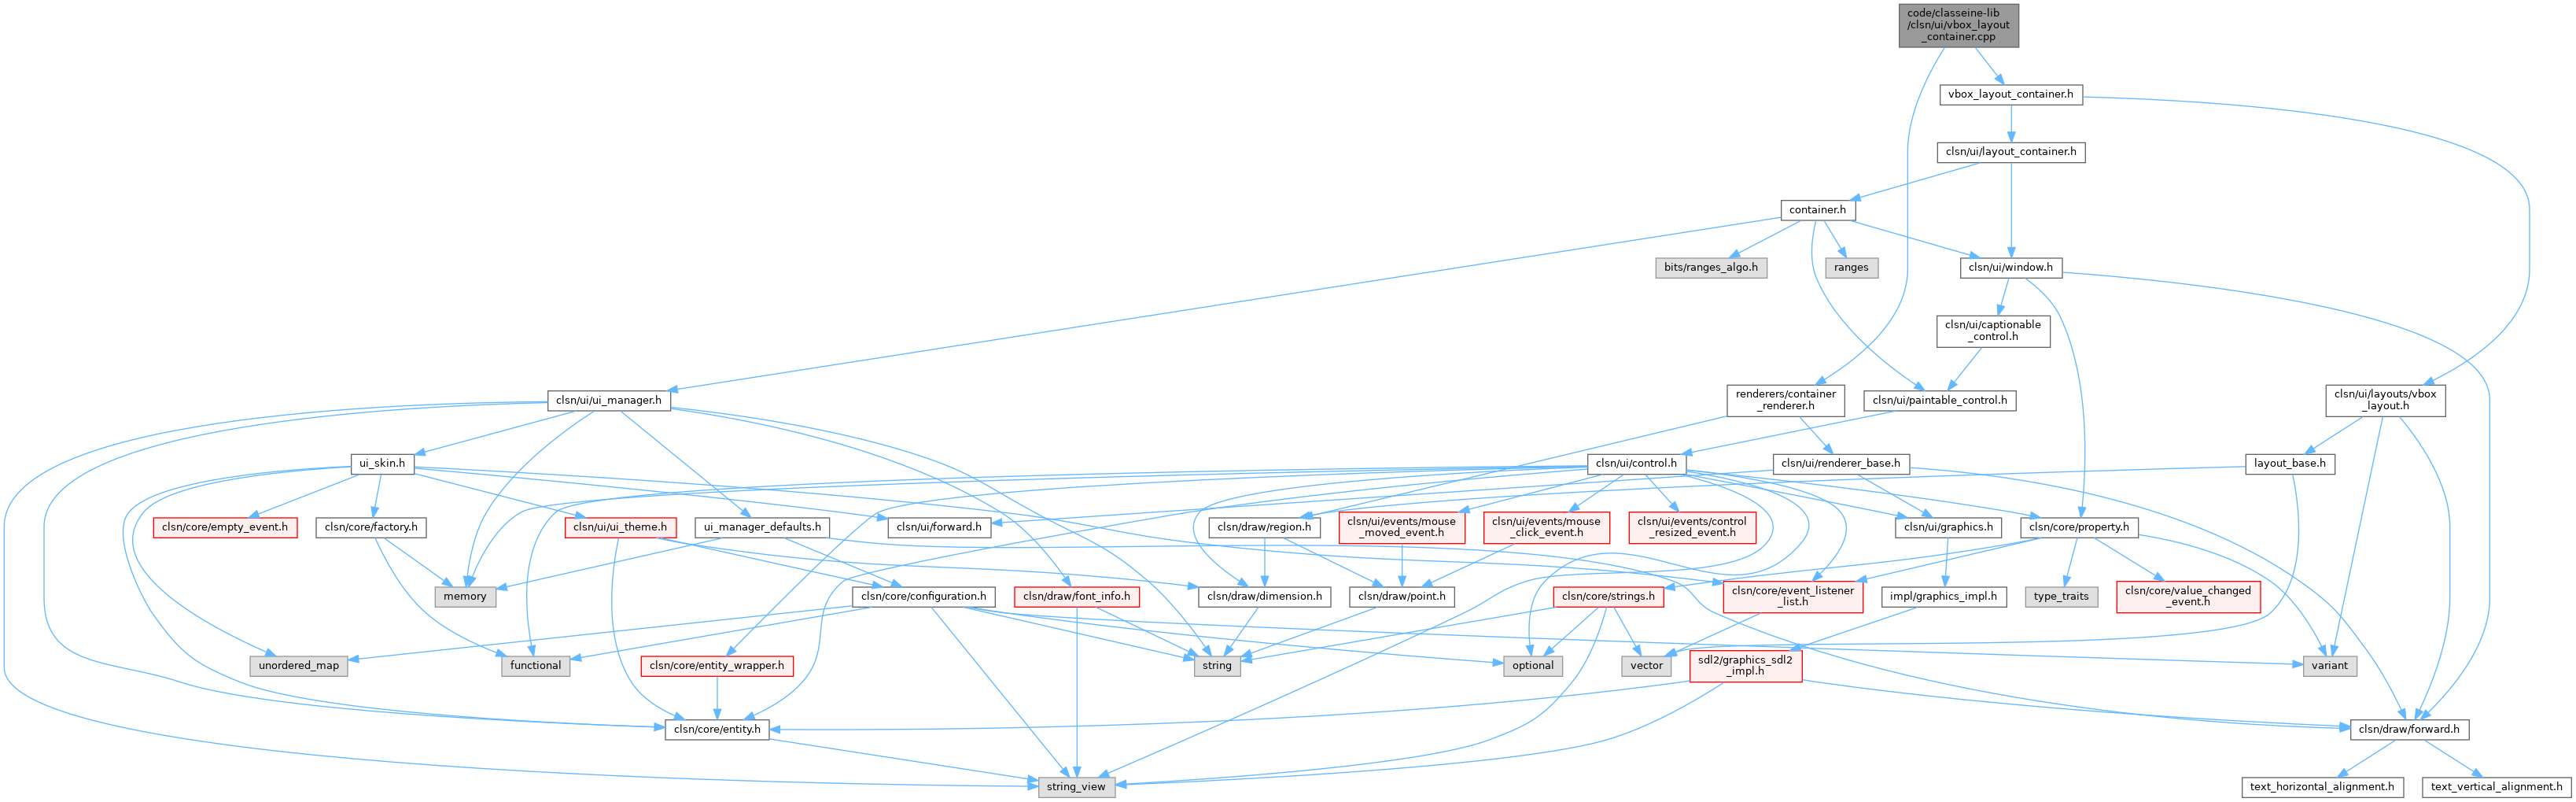 code/classeine-lib
/clsn/ui/vbox_layout
_container.cpp
vbox_layout_container.h
clsn/ui/layout_container.h
container.h
bits/ranges_algo.h
ranges
clsn/ui/window.h
clsn/ui/captionable
_control.h
clsn/ui/ui_manager.h
renderers/container
_renderer.h
clsn/ui/paintable_control.h
clsn/ui/layouts/vbox
_layout.h
ui_skin.h
clsn/ui/control.h
clsn/ui/renderer_base.h
layout_base.h
clsn/core/empty_event.h
clsn/core/factory.h
clsn/ui/ui_theme.h
ui_manager_defaults.h
clsn/ui/forward.h
clsn/draw/region.h
clsn/ui/events/mouse
_moved_event.h
clsn/ui/events/mouse
_click_event.h
clsn/ui/events/control
_resized_event.h
clsn/ui/graphics.h
clsn/core/property.h
memory
clsn/core/configuration.h
clsn/draw/font_info.h
clsn/draw/dimension.h
clsn/draw/point.h
clsn/core/strings.h
clsn/core/event_listener
_list.h
impl/graphics_impl.h
type_traits
clsn/core/value_changed
_event.h
unordered_map
functional
clsn/core/entity_wrapper.h
string
optional
vector
sdl2/graphics_sdl2
_impl.h
variant
clsn/core/entity.h
clsn/draw/forward.h
string_view
text_horizontal_alignment.h
text_vertical_alignment.h